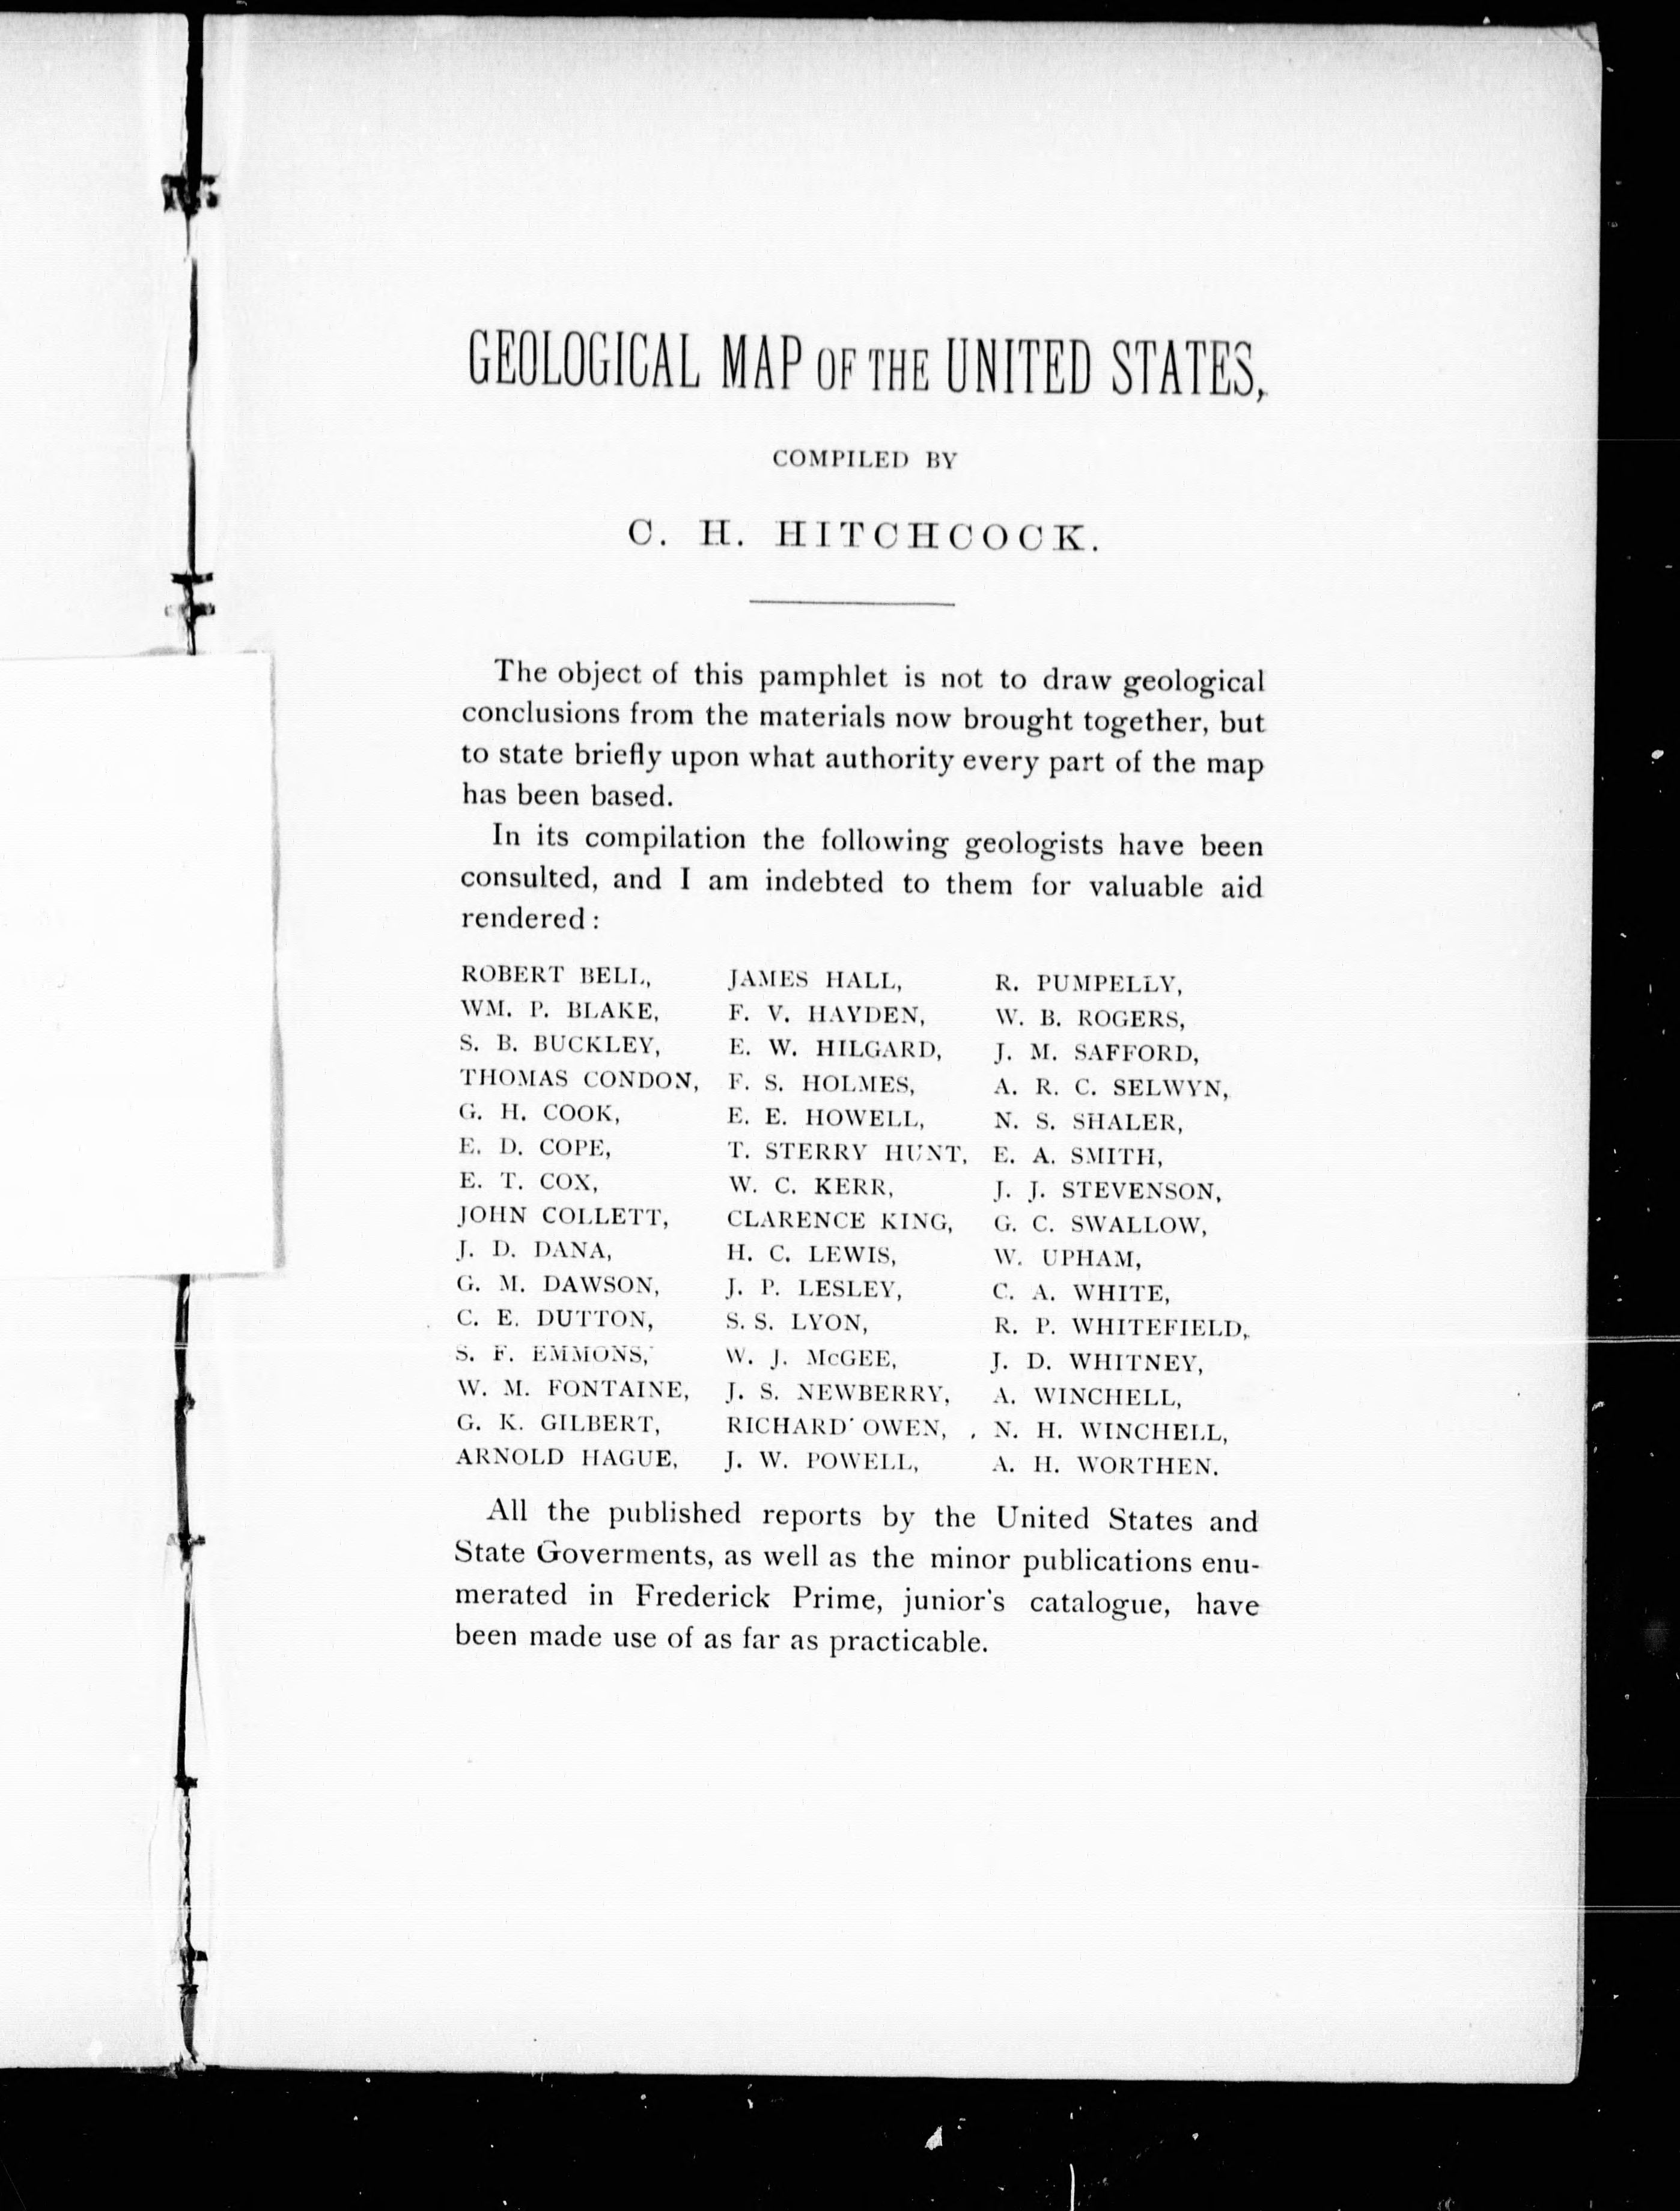 GEOLOGICAL MAP OF THE UNITED STATES,
COMPILED BY
C. H. HITCHCOCK.
The object of this pamphlet is not to draw geological
conclusions from the materials now brought together, but
to state briefly upon what authority every part of the map
has been based.
In its compilation the following geologists have been
consulted, and I am indebted to them for valuable aid
rendered:
ROBERT BELL,
WM. P. BLAKE,
S. B. BUCKLEY,
THOMAS CONDON,
G. H. COOK,
E. D. COPE,
E. T. COX,
JOHN COLLETT,
J. D. DANA,
G. M. DAWSON,
C. E. DUTTON,
S. F. EMMONS,
W. M. FONTAINE,
G. K. GILBERT,
ARNOLD HAGUE,
JAMES HALL,
F. V. HAYDEN,
E. W. HILGARD,
F. S. HOLMES,
E. E. HOWELL,
T. STERRY HUNT,
W. C. KERR,
CLARENCE KING,
H. C. LEWIS,
J. P. LESLEY,
S. S. LYON,
W. J. McGEE,
J. S. NEWBERRY,
RICHARD OWEN,
J. W. POWELL,
R. PUMPELLY,
W. B. ROGERS,
J. M. SAFFORD,
A. R. C. SELWYN,
N. S. SHALER,
E. A. SMITH,
J. J. STEVENSON,
G. C. SWALLOW,
W. UPHAM,
C. A. WHITE,
R. P. WHITEFIELD,
J. D. WHITNEY,
A. WINCHELL,
N. H. WINCHELL,
A. H. WORTHEN.
All the published reports by the United States and
State Goverments, as well as the minor publications enu-
merated in Frederick Prime, junior's catalogue, have
been made use of as far as practicable.